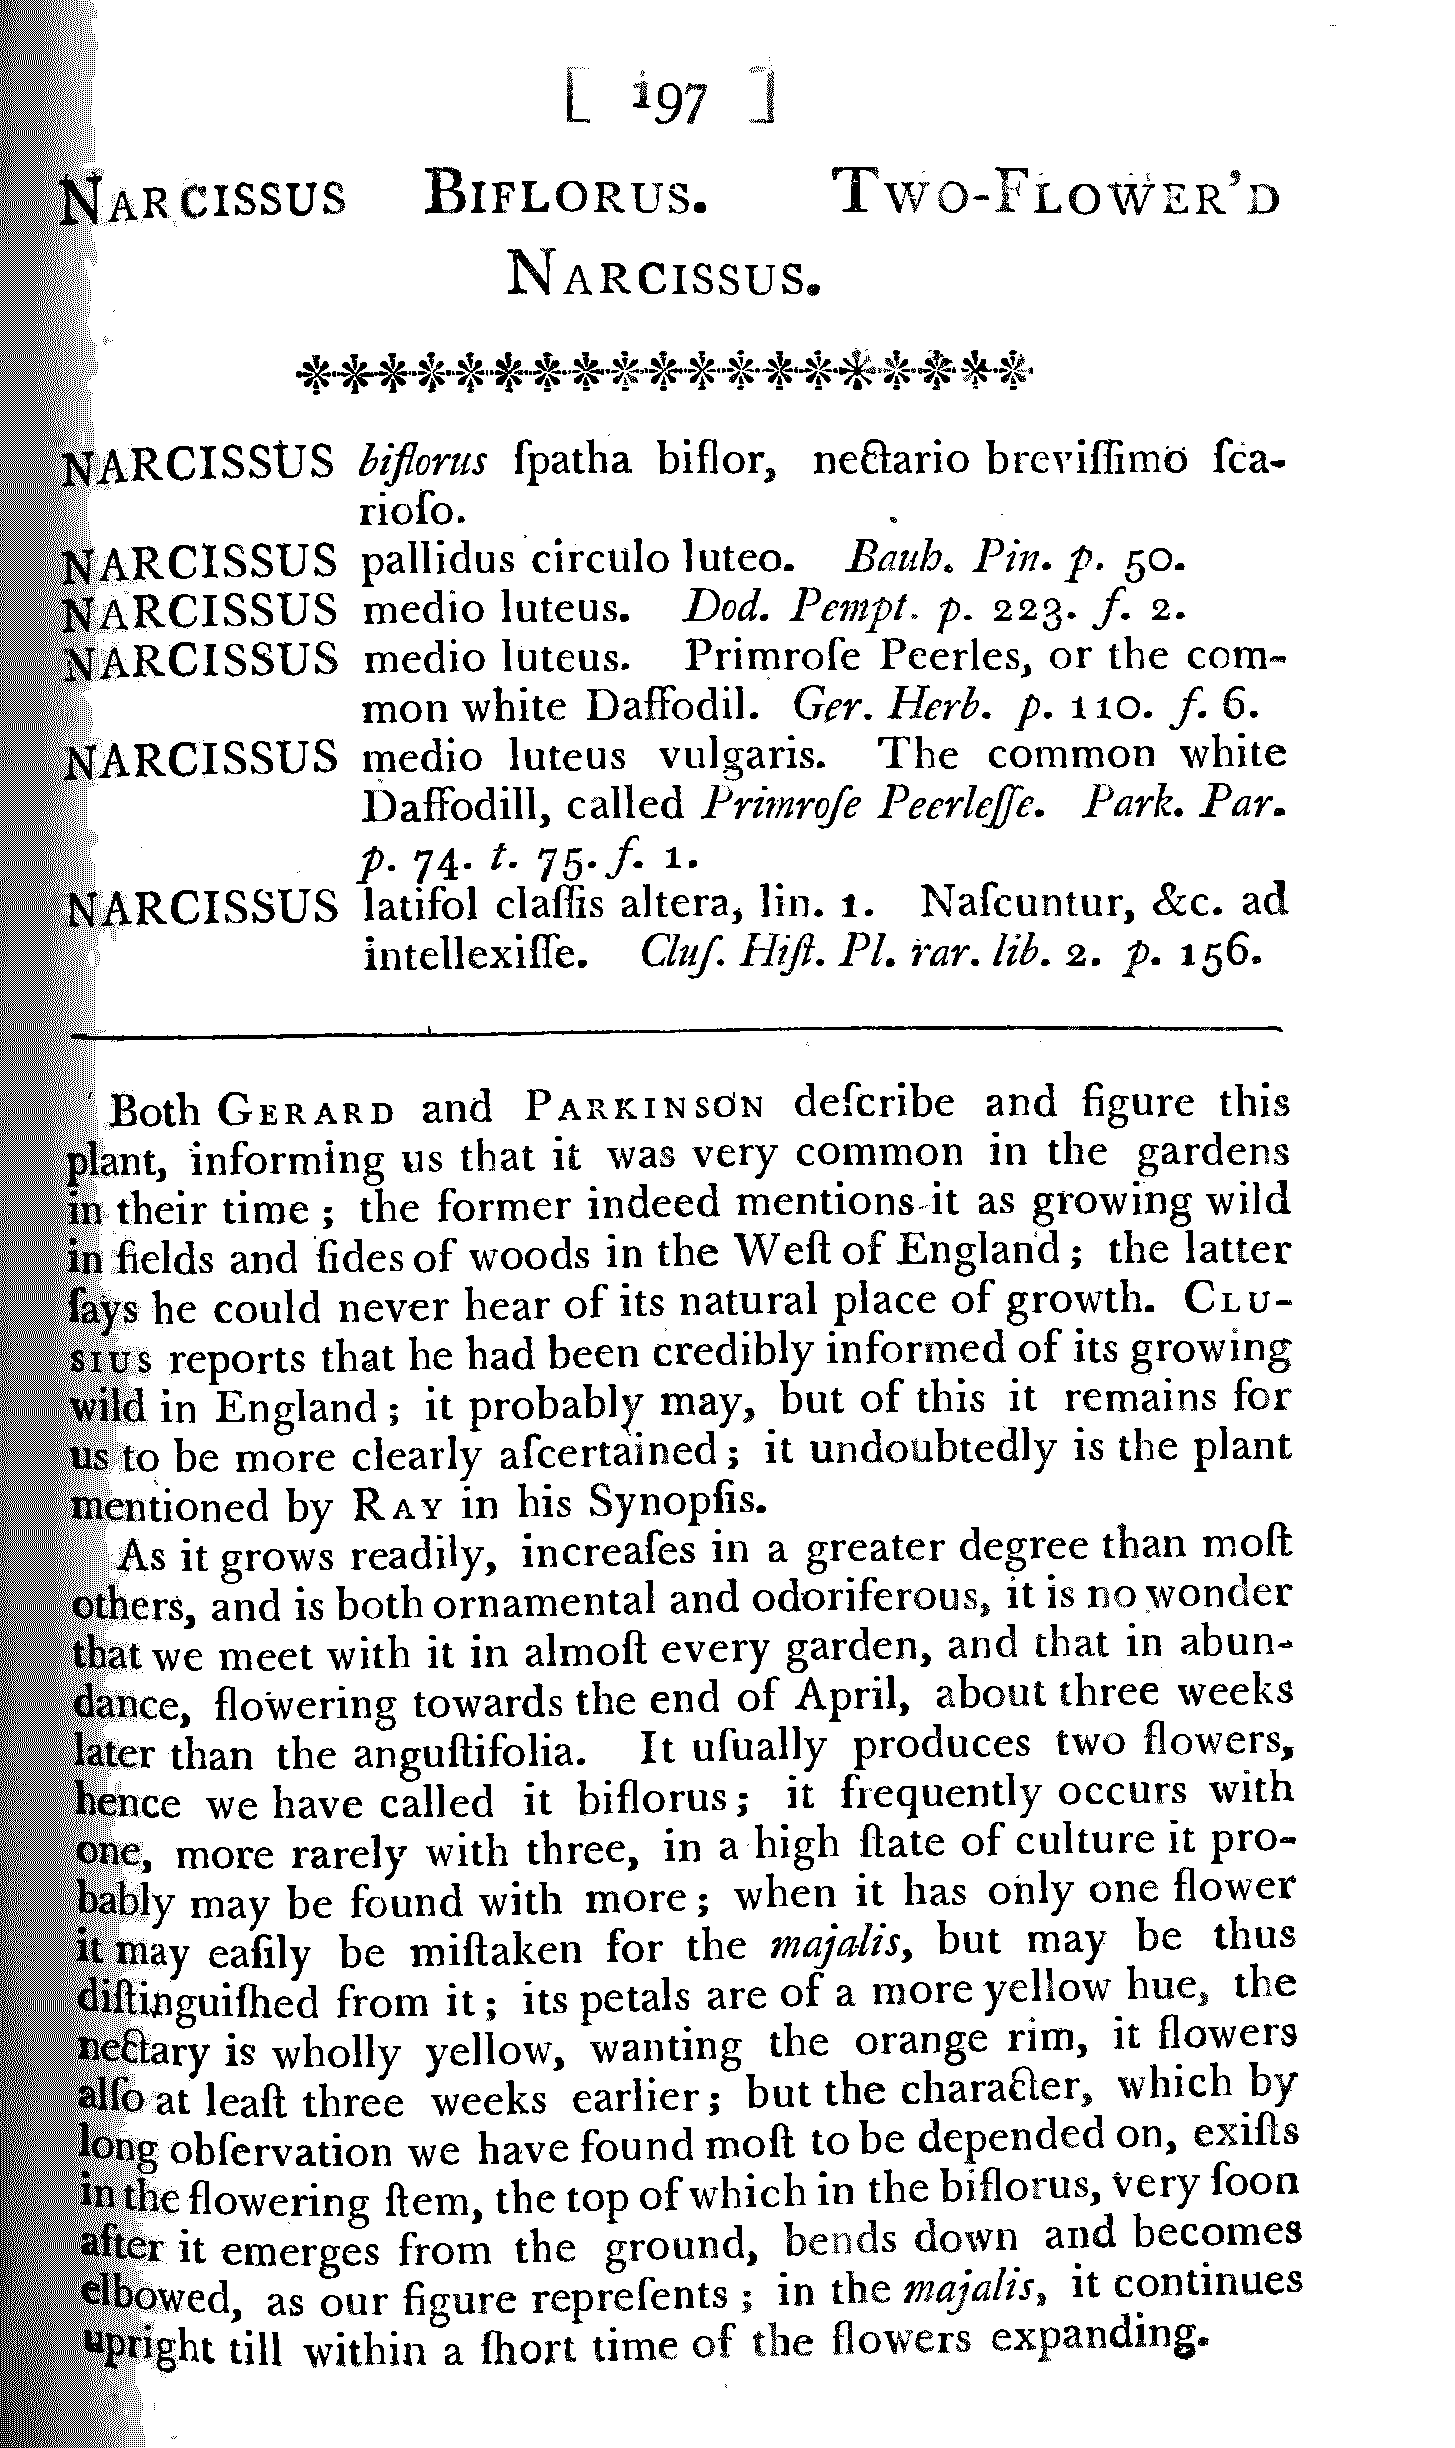 [ 197 ]
Narcissus Biflorus. Two-Flower'd
Narcissus.
NARCISSUS biflorus ſpatha biflor, nectario breviſſimo ſca-
rioſo.
NARCISSUS pallidus circulo luteo. Bauh. Pin. p. 50.
NARCISSUS medio luteus. Dod. Pempt. p. 223. f. 2.
NARCISSUS medio luteus. Primroſe Peerles, or the com-
mon white Daffodil. Ger. Herb. p. 110. f. 6.
NARCISSUS medio luteus vulgaris. The common white
Daffodill, called Primroſe Peerleſſe. Park. Par.
p. 74. t. 75. f. 1.
NARCISSUS latifol claſſis altera, lin. 1. Naſcuntur, &c. ad
intellexiſſe. Cluſ. Hiſt. Pl. rar. lib. 2. p. 156.
Both Gerard and Parkinson deſcribe and figure this
plant, informing us that it was very common in the gardens
in their time; the former indeed mentions it as growing wild
in fields and ſides of woods in the Weſt of England; the latter
ſays he could never hear of its natural place of growth. Clu-
sius reports that he had been credibly informed of its growing
wild in England; it probably may, but of this it remains for
us to be more clearly aſcertained; it undoubtedly is the plant
mentioned by Ray in his Synopſis.
As it grows readily, increaſes in a greater degree than moſt
others, and is both ornamental and odoriferous, it is no wonder
that we meet with it in almoſt every garden, and that in abun-
dance, flowering towards the end of April, about three weeks
later than the anguſtifolia. It uſually produces two flowers,
hence we have called it biflorus; it frequently occurs with
one, more rarely with three, in a high ſtate of culture it pro-
bably may be found with more; when it has only one flower
it may eaſily be miſtaken for the majalis, but may be thus
diſtinguiſhed from it; its petals are of a more yellow hue, the
nectary is wholly yellow, wanting the orange rim, it flowers
alſo at leaſt three weeks earlier; but the character, which by
long obſervation we have found moſt to be depended on, exiſts
in the flowering ſtem, the top of which in the biflorus, very ſoon
after it emerges from the ground, bends down and becomes
elbowed, as our figure repreſents; in the majalis, it continues
upright till within a ſhort time of the flowers expanding.